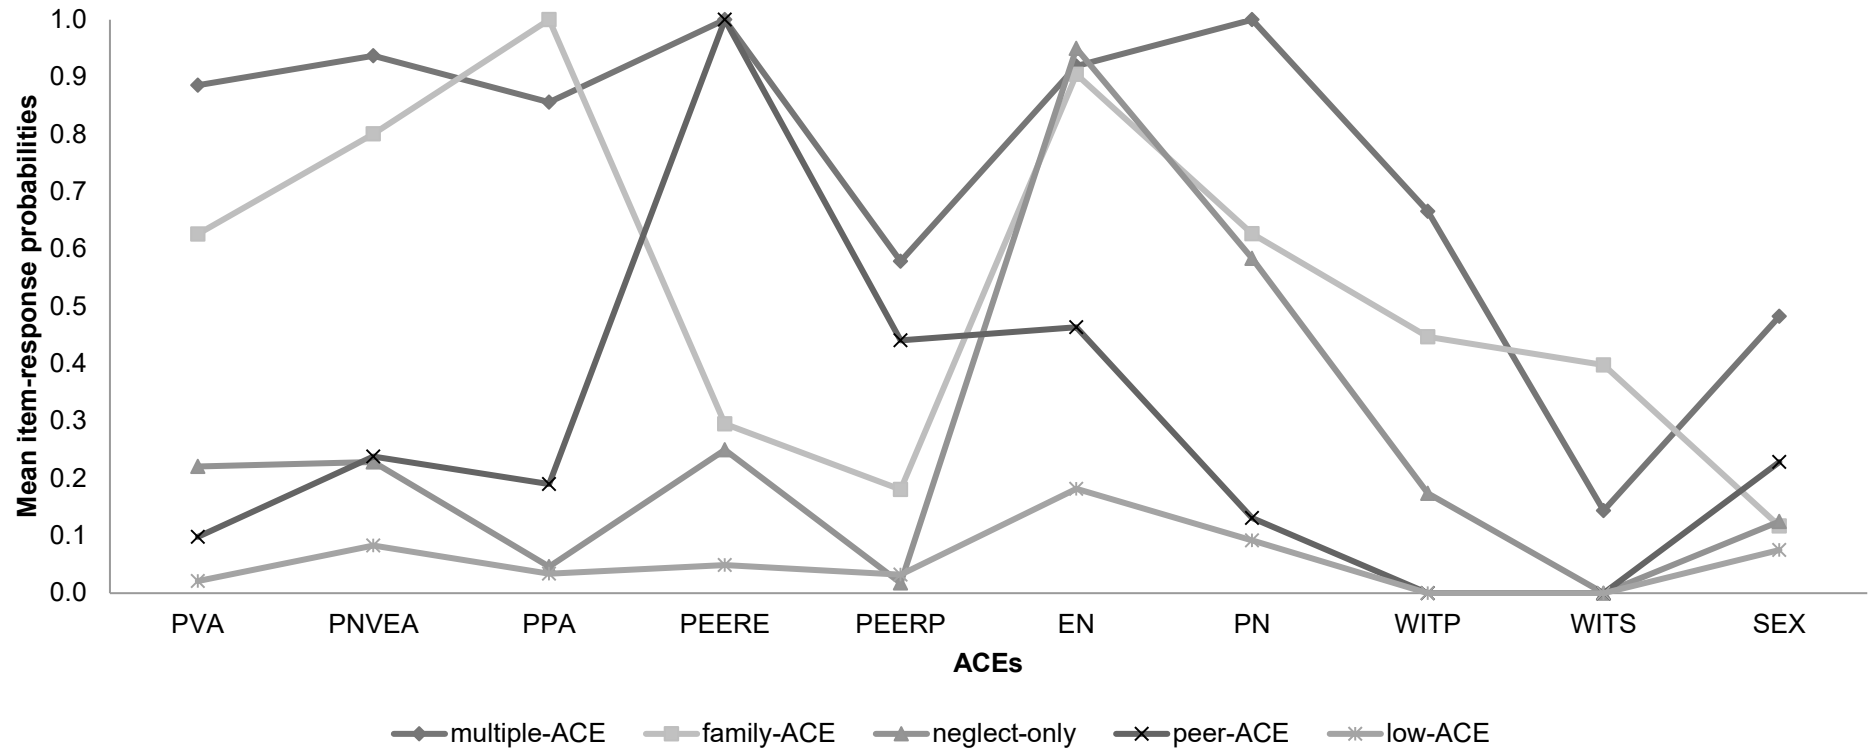 Mean item-response probabilities
1.0
0.9
0.8
0.7
0.6
0.5
0.4
0.3
0.2
0.1
0.0
PVA PNVEA PPA PEERE PEERP EN PN WITP WITS SEX
ACEs
multiple-ACE family-ACE neglect-only peer-ACE low-ACE